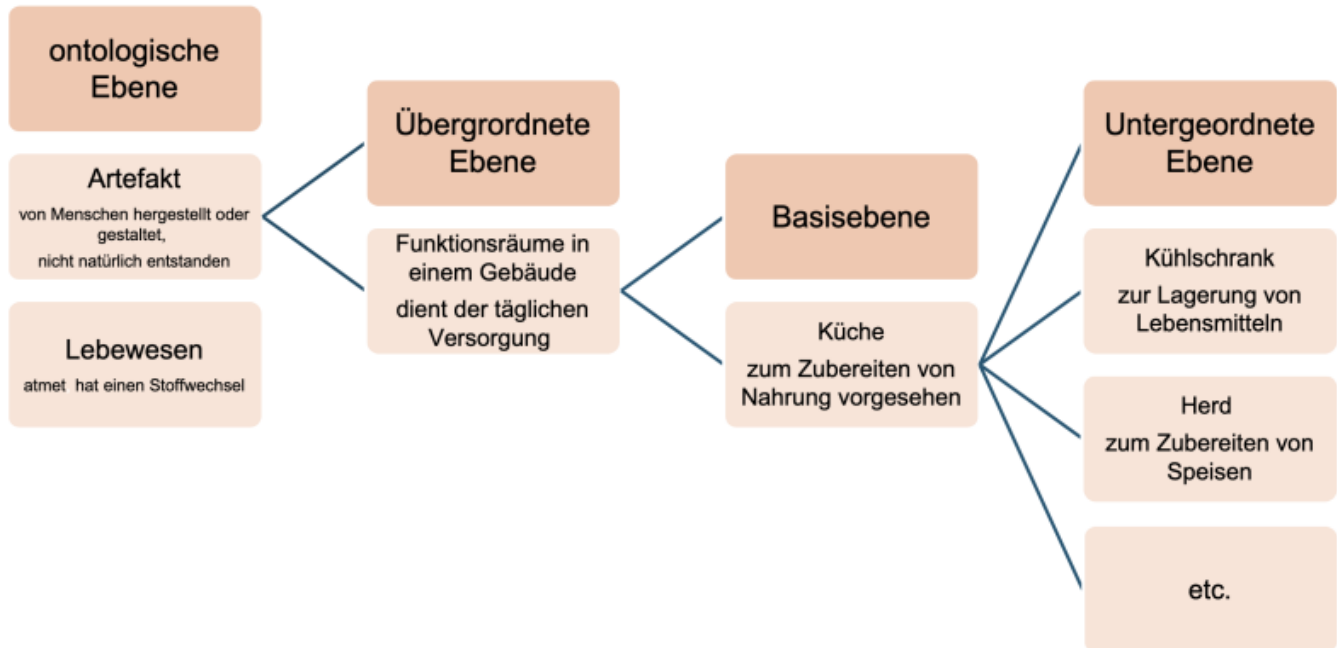 ontologische
Ebene
Artefakt
von Menschen hergestellt oder
gestaltet,
nicht natürlich entstanden
Lebewesen
atmet hat einen Stoffwechsel
Übergrordnete
Ebene
Funktionsräume in
einem Gebäude
dient der täglichen
Versorgung
Basisebene
Küche
zum Zubereiten von
Nahrung vorgesehen
Untergeordnete
Ebene
Kühlschrank
zur Lagerung von
Lebensmitteln
Herd
zum Zubereiten von
Speisen
etc.